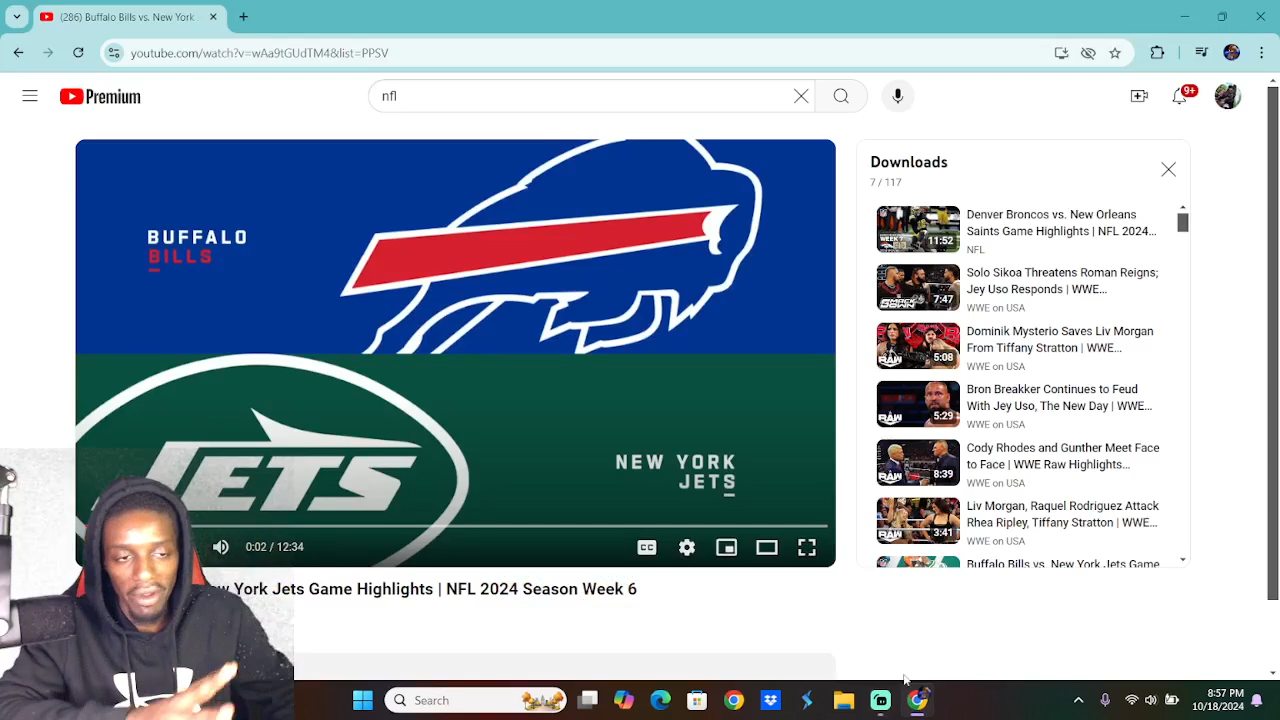 (286) Buffalo Bills vs. New York
youtube.com/watch?v=wAa9tGUdTM4&list=PPSV
Premium
nfl
9+
BUFFALO
BILLS
JETS
NEW YORK
JETS
0:02 / 12:34
CC
York Jets Game Highlights | NFL 2024 Season Week 6
Downloads
7 / 117
11:52
Denver Broncos vs. New Orleans
Saints Game Highlights | NFL 2024...
NFL
7:47
Solo Sikoa Threatens Roman Reigns;
Jey Uso Responds | WWE...
WWE on USA
RAW
5:08
Dominik Mysterio Saves Liv Morgan
From Tiffany Stratton | WWE...
WWE on USA
RAW
5:29
Bron Breakker Continues to Feud
With Jey Uso, The New Day | WWE...
WWE on USA
RAW
8:39
Cody Rhodes and Gunther Meet Face
to Face | WWE Raw Highlights...
WWE on USA
RAW
3:41
Liv Morgan, Raquel Rodriguez Attack
Rhea Ripley, Tiffany Stratton | WWE...
WWE on USA
Buffalo Bills vs. New York Jets Game
Search
8:57 PM
10/18/2024